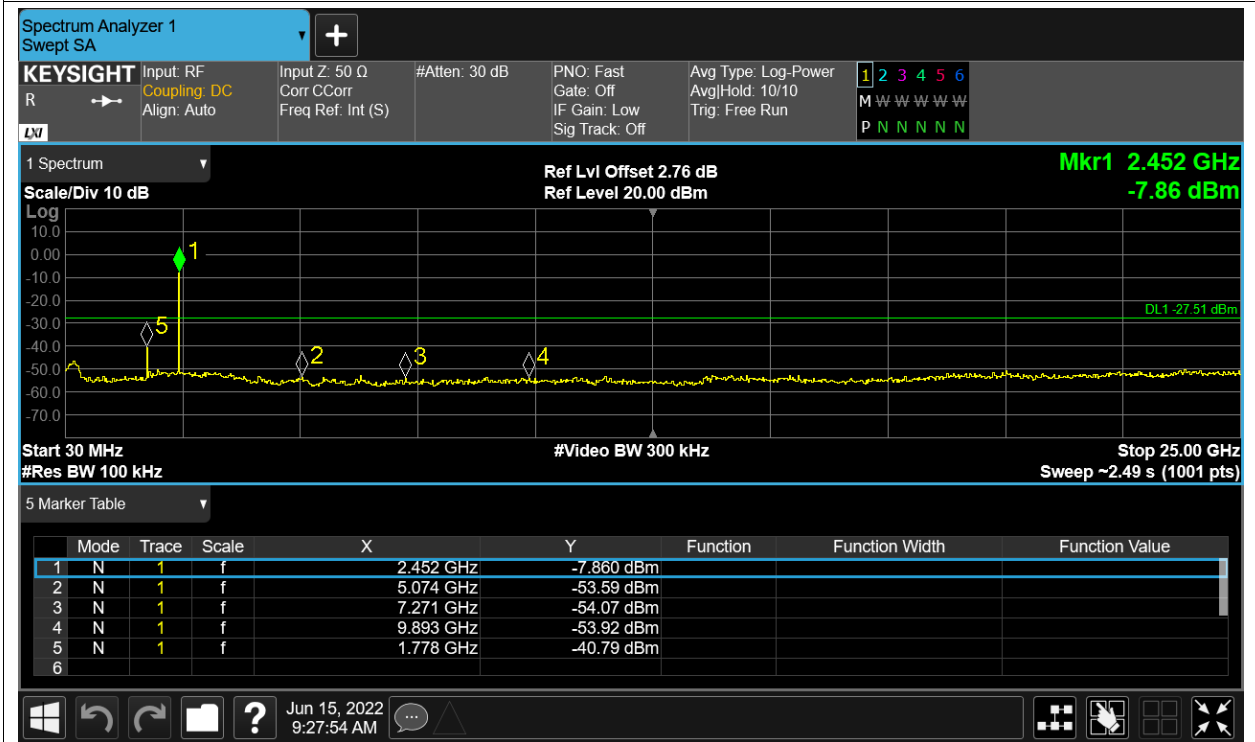 Spectrum Analyzer 1
Swept SA
+
KEYSIGHT Input: RF Input Z: 50 Ω #Atten: 30 dB PNO: Fast Avg Type: Log-Power 1 2 3 4 5 6
R Coupling: DC Corr CCorr Gate: Off Avg|Hold: 10/10 M W W W W W
Align: Auto Freq Ref: Int (S) IF Gain: Low Trig: Free Run
LXI Sig Track: Off P N N N N N
1 Spectrum Ref Lvl Offset 2.76 dB Mkr1 2.452 GHz
Scale/Div 10 dB Ref Level 20.00 dBm -7.86 dBm
Log
10.0
0.00 1
-10.0
-20.0
DL1 -27.51 dBm
-30.0 5
-40.0 2 3 4
-50.0
-60.0
-70.0
Start 30 MHz #Video BW 300 kHz Stop 25.00 GHz
#Res BW 100 kHz Sweep ~2.49 s (1001 pts)
5 Marker Table
Mode Trace Scale X Y Function Function Width Function Value
1 N 1 f 2.452 GHz -7.860 dBm
2 N 1 f 5.074 GHz -53.59 dBm
3 N 1 f 7.271 GHz -54.07 dBm
4 N 1 f 9.893 GHz -53.92 dBm
5 N 1 f 1.778 GHz -40.79 dBm
6
? Jun 15, 2022
9:27:54 AM